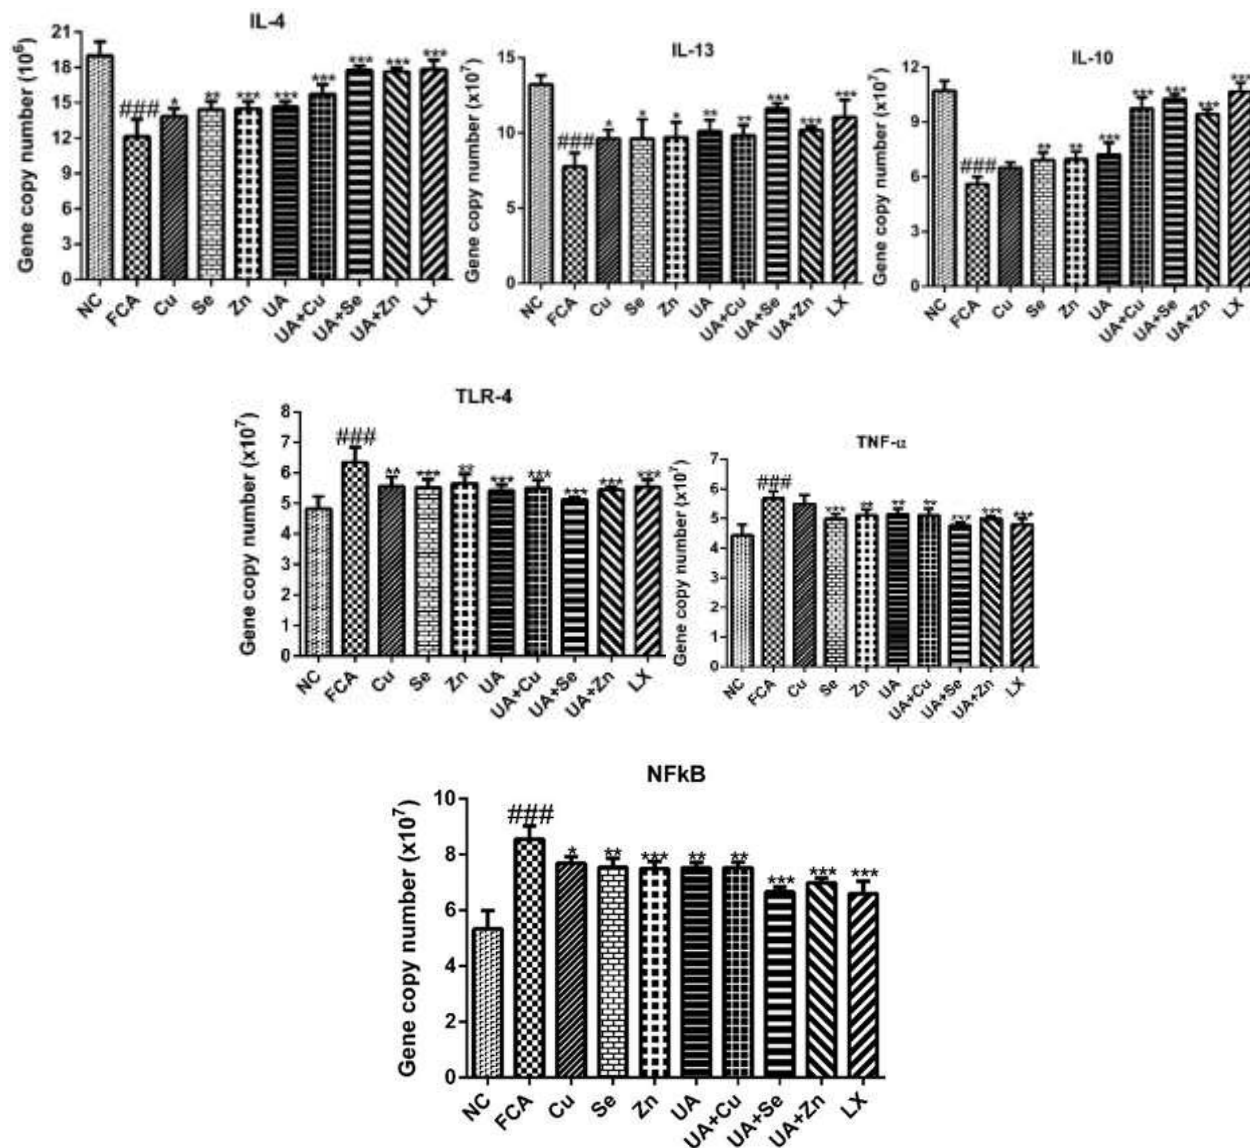 IL-4
Gene copy number (10⁶)
21
18
15
12
9
6
3
0
###
*
**
***
***
***
***
***
***
NC
FCA
Cu
Se
Zn
UA
UA+Cu
UA+Se
UA+Zn
LX
IL-13
Gene copy number (x10⁷)
15
10
5
0
###
*
*
*
**
**
***
***
***
NC
FCA
Cu
Se
Zn
UA
UA+Cu
UA+Se
UA+Zn
LX
IL-10
Gene copy number (x10⁷)
12
9
6
3
0
###
**
**
***
***
***
***
***
NC
FCA
Cu
Se
Zn
UA
UA+Cu
UA+Se
UA+Zn
LX
TLR-4
Gene copy number (x10⁷)
8
7
6
5
4
3
2
1
0
###
**
***
**
***
***
***
***
***
NC
FCA
Cu
Se
Zn
UA
UA+Cu
UA+Se
UA+Zn
LX
TNF-α
Gene copy number (x10⁷)
7
6
5
4
3
2
1
0
###
***
**
**
**
***
***
***
NC
FCA
Cu
Se
Zn
UA
UA+Cu
UA+Se
UA+Zn
LX
NFkB
Gene copy number (x10⁷)
10
8
6
4
2
0
###
*
**
***
**
**
***
***
***
NC
FCA
Cu
Se
Zn
UA
UA+Cu
UA+Se
UA+Zn
LX